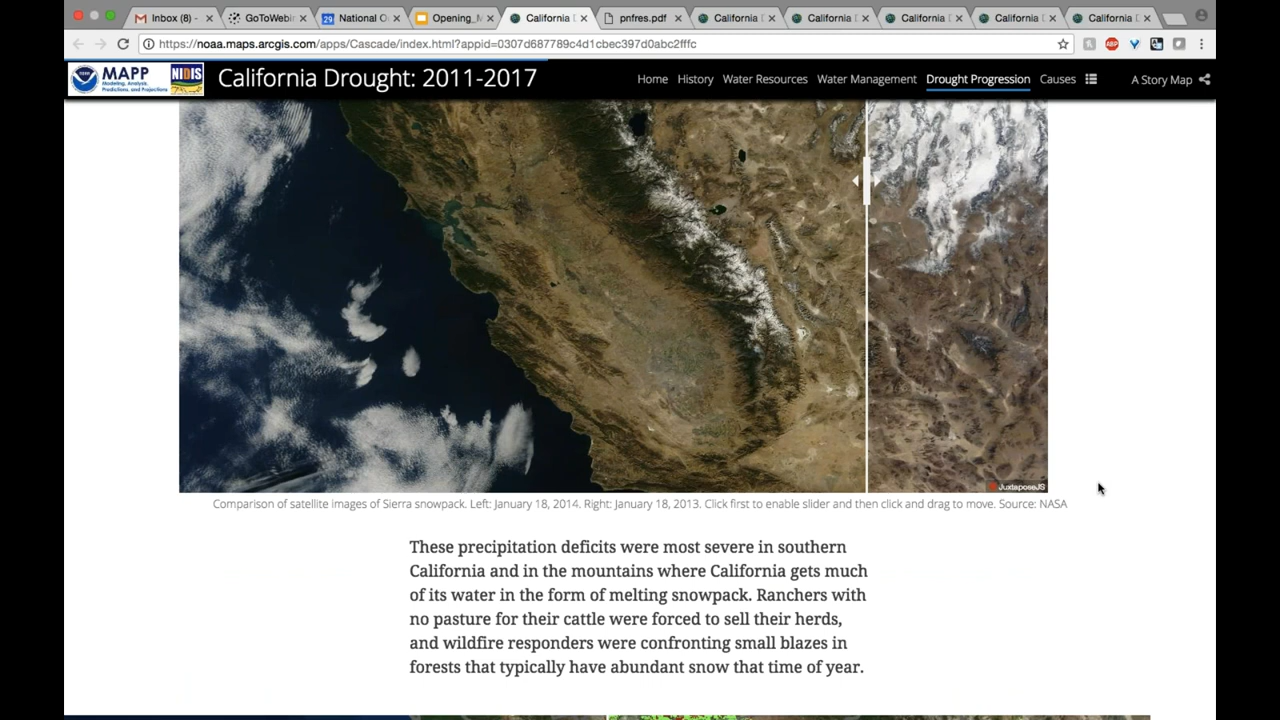 Inbox (8) -
GoToWebi
National O
Opening_M
California D
pnfres.pdf
California D
California D
California D
California D
California D
https://noaa.maps.arcgis.com/apps/Cascade/index.html?appid=0307d687789c4d1cbec397d0abc2fffc
ABP
MAPP
Modeling, Analysis,
Predictions, and Projections
NIDIS
California Drought: 2011-2017
Home History Water Resources Water Management Drought Progression Causes A Story Map
JuxtaposeJS
Comparison of satellite images of Sierra snowpack. Left: January 18, 2014. Right: January 18, 2013. Click first to enable slider and then click and drag to move. Source: NASA
These precipitation deficits were most severe in southern
California and in the mountains where California gets much
of its water in the form of melting snowpack. Ranchers with
no pasture for their cattle were forced to sell their herds,
and wildfire responders were confronting small blazes in
forests that typically have abundant snow that time of year.